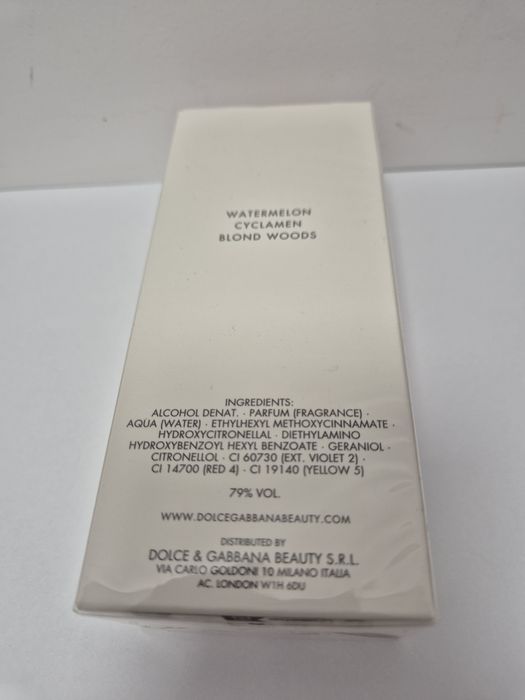 WATERMELON
CYCLAMEN
BLOND WOODS
INGREDIENTS:
ALCOHOL DENAT. · PARFUM (FRAGRANCE) ·
AQUA (WATER) · ETHYLHEXYL METHOXYCINNAMATE ·
HYDROXYCITRONELLAL · DIETHYLAMINO
HYDROXYBENZOYL HEXYL BENZOATE · GERANIOL ·
CITRONELLOL · CI 60730 (EXT. VIOLET 2) ·
CI 14700 (RED 4) · CI 19140 (YELLOW 5)
79% VOL.
WWW.DOLCEGABBANABEAUTY.COM
DISTRIBUTED BY
DOLCE & GABBANA BEAUTY S.R.L.
VIA CARLO GOLDONI 10 MILANO ITALIA
AC. LONDON W1H 6DU